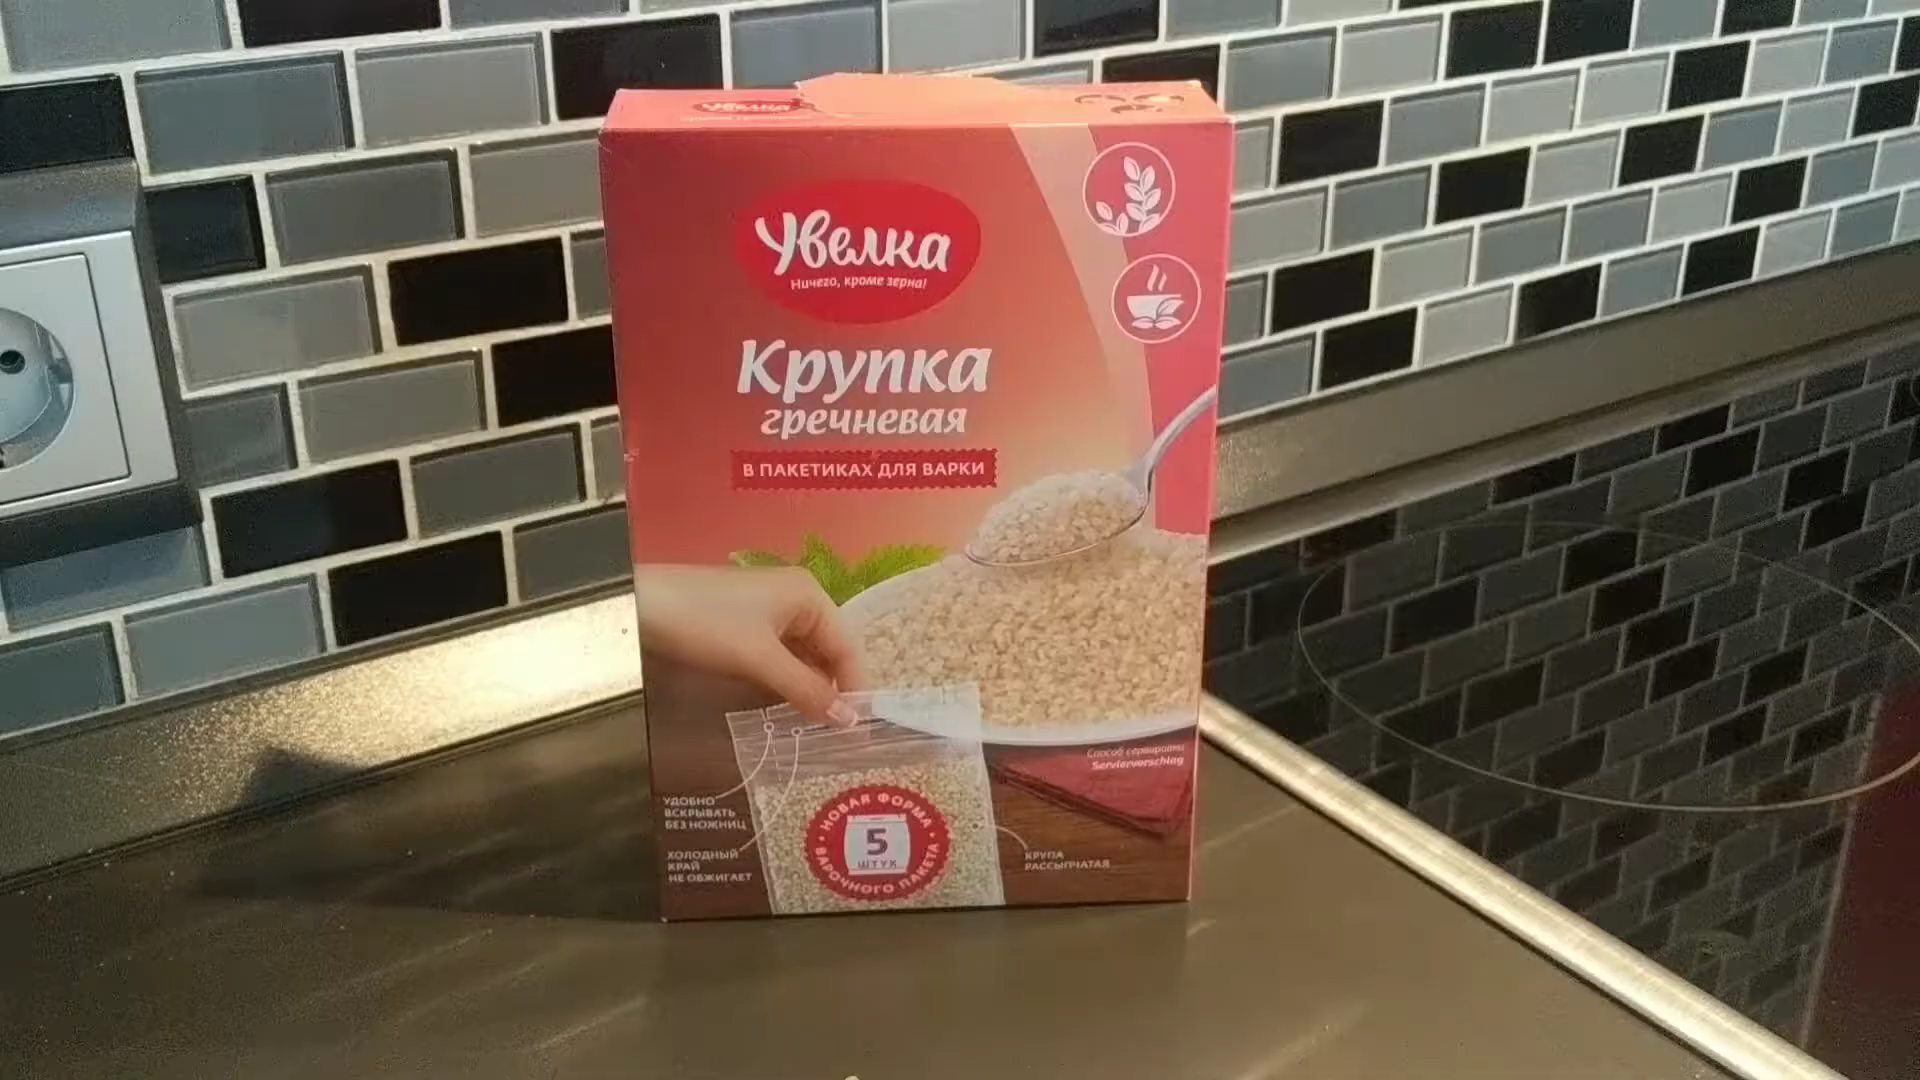 Увелка
Увелка
Ничего, кроме зерна!
Крупка
гречневая
В ПАКЕТИКАХ ДЛЯ ВАРКИ
Способ сервировки
Serviervorschlag
УДОБНО
ВСКРЫВАТЬ
БЕЗ НОЖНИЦ
ХОЛОДНЫЙ
КРАЙ
НЕ ОБЖИГАЕТ
НОВАЯ ФОРМА
5
ШТУК
ВАРОЧНОГО ПАКЕТА
КРУПА
РАССЫПЧАТАЯ